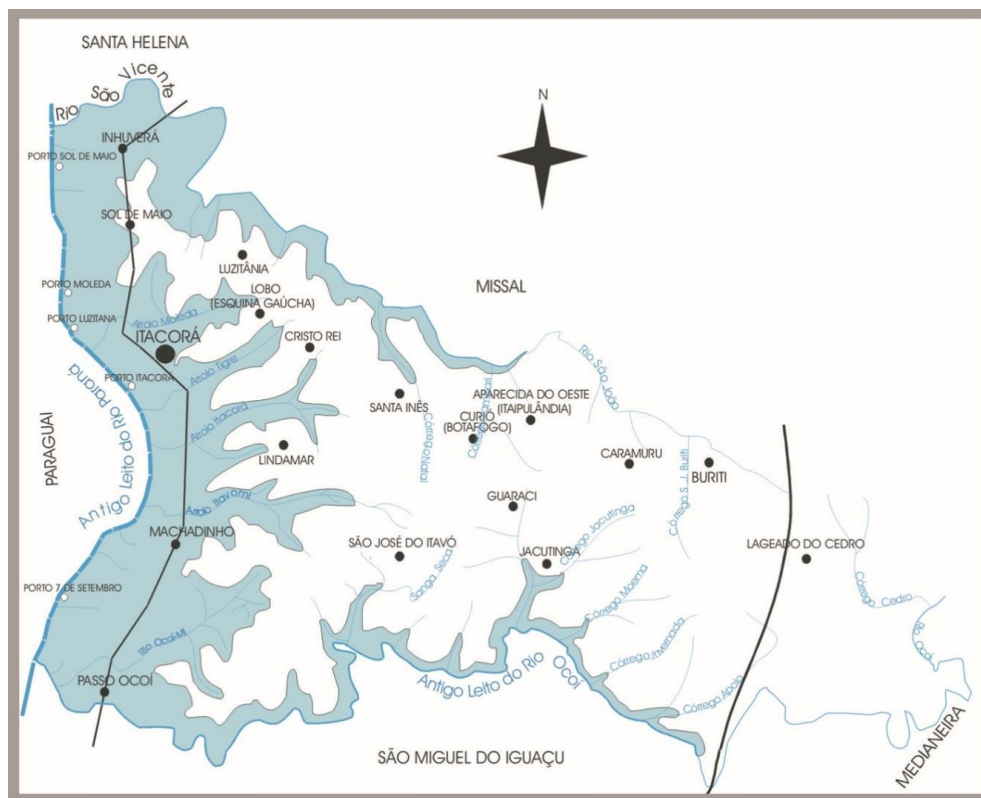 SANTA HELENA
Rio São Vicente
N
INHUVERÁ
PORTO SOL DE MAIO
SOL DE MAIO
LUZITÂNIA
PORTO MOLEDA
LOBO
(ESQUINA GAÚCHA)
MISSAL
Arroio Moleda
PORTO LUZITANA
ITACORÁ
CRISTO REI
Rio São João
Arroio Tigre
PORTO ITACORÁ
SANTA INÊS
APARECIDA DO OESTE
(ITAIPULÂNDIA)
CURIÓ
(BOTAFOGO)
Córrego Natal
Arroio Itacorá
LINDAMAR
CARAMURU
BURITI
Córrego S. J. Buriti
PARAGUAI
Antigo Leito do Rio Paraná
Arroio Itavomi
GUARACI
MACHADINHO
SÃO JOSÉ DO ITAVÓ
Córrego Jacutinga
JACUTINGA
LAGEADO DO CEDRO
Sanga Seca
PORTO 7 DE SETEMBRO
Córrego Moema
Córrego Cedro
Rio Ocoí-Mi
Córrego Invernada
Rio Ocoí
PASSO OCOÍ
Antigo Leito do Rio Ocoí
Córrego Apolo
SÃO MIGUEL DO IGUAÇU
MEDIANEIRA